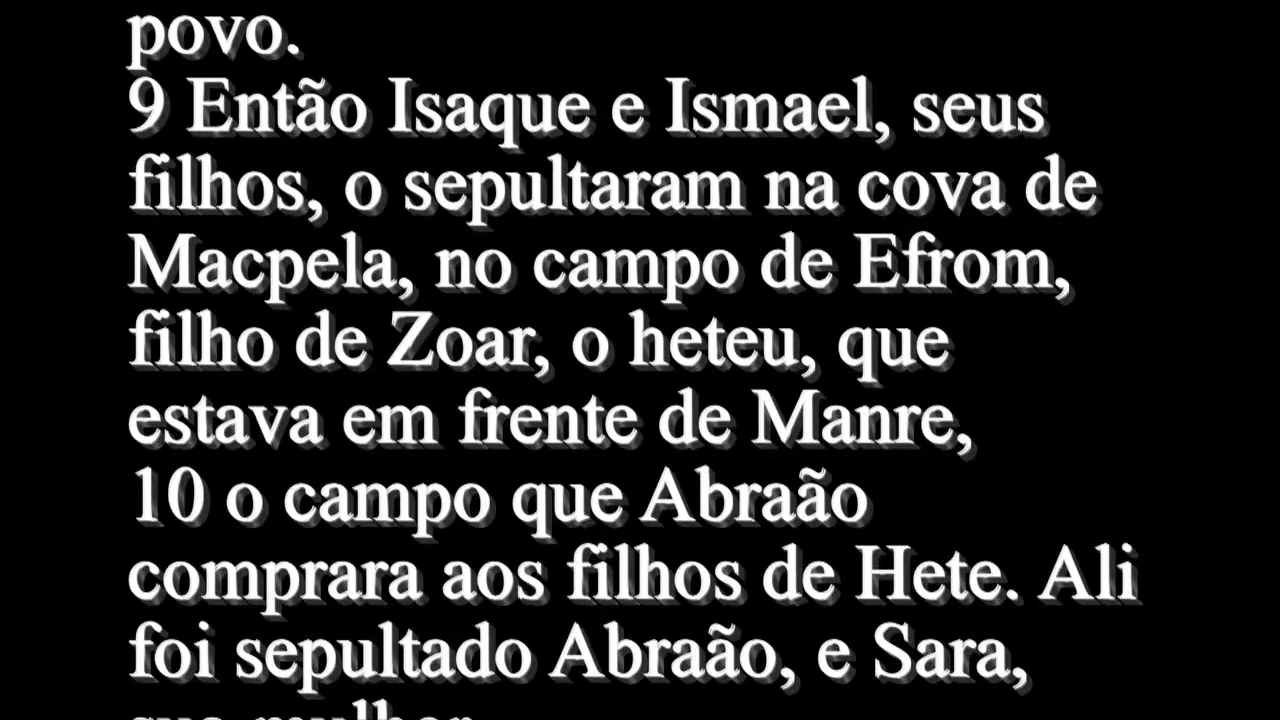 povo.
9 Então Isaque e Ismael, seus
filhos, o sepultaram na cova de
Macpela, no campo de Efrom,
filho de Zoar, o heteu, que
estava em frente de Manre,
10 o campo que Abraão
comprara aos filhos de Hete. Ali
foi sepultado Abraão, e Sara,
sua mulher